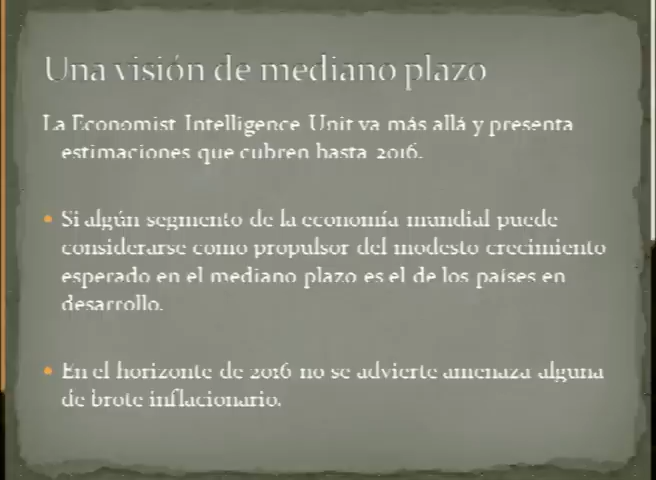 Una visión de mediano plazo
La Economist Intelligence Unit va más allá y presenta
estimaciones que cubren hasta 2016.
• Si algún segmento de la economía mundial puede
considerarse como propulsor del modesto crecimiento
esperado en el mediano plazo es el de los países en
desarrollo.
• En el horizonte de 2016 no se advierte amenaza alguna
de brote inflacionario.